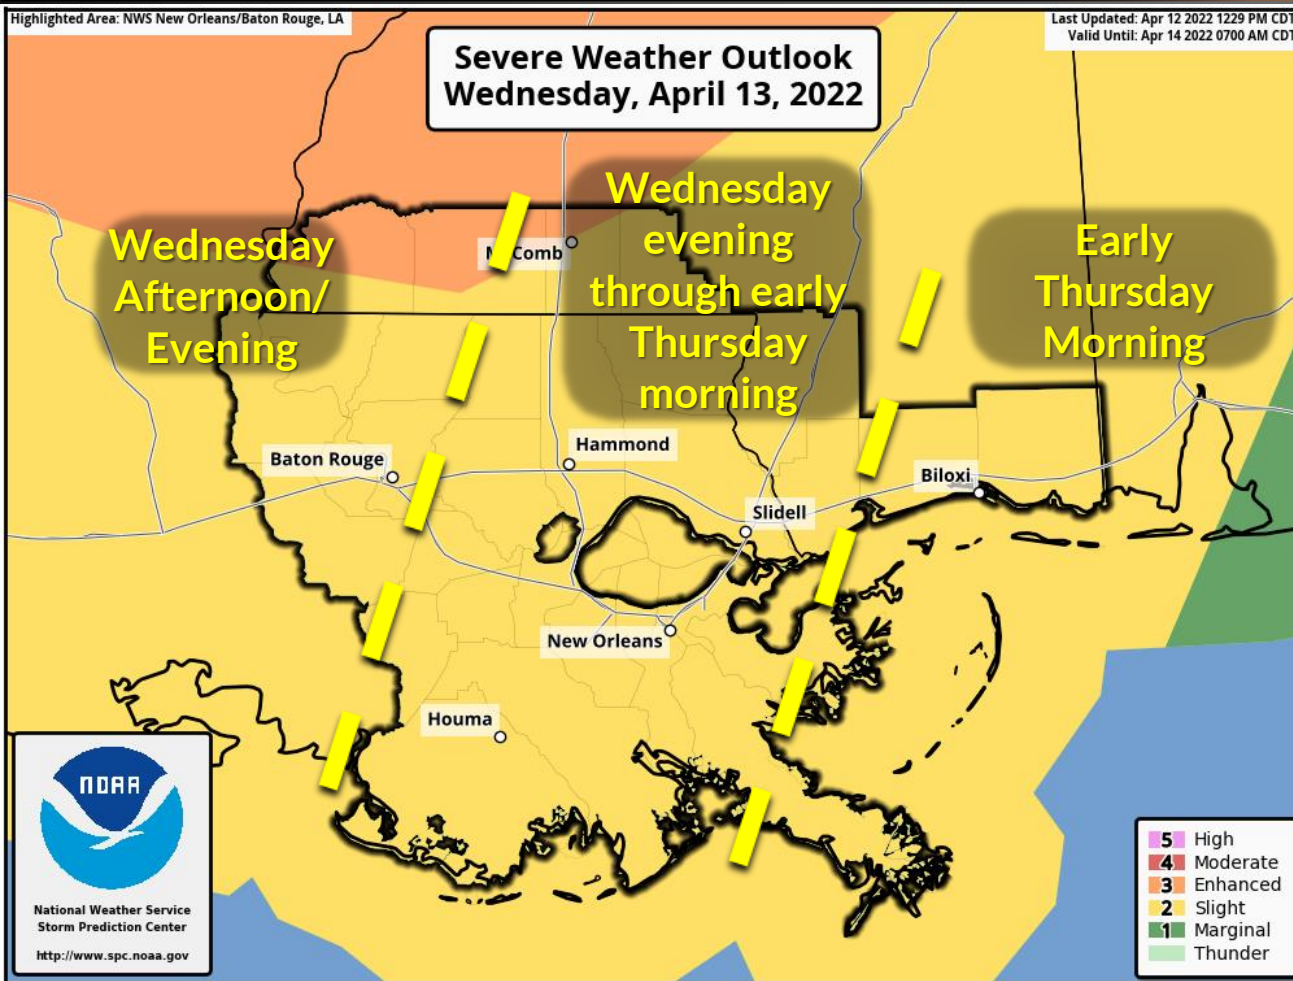 Highlighted Area: NWS New Orleans/Baton Rouge, LA
Last Updated: Apr 12 2022 1229 PM CDT
Valid Until: Apr 14 2022 0700 AM CDT
Severe Weather Outlook
Wednesday, April 13, 2022
Wednesday
Afternoon/
Evening
Wednesday
evening
through early
Thursday
morning
Early
Thursday
Morning
McComb
Baton Rouge
Hammond
Biloxi
Slidell
New Orleans
Houma
NOAA
National Weather Service
Storm Prediction Center
http://www.spc.noaa.gov
5 High
4 Moderate
3 Enhanced
2 Slight
1 Marginal
Thunder